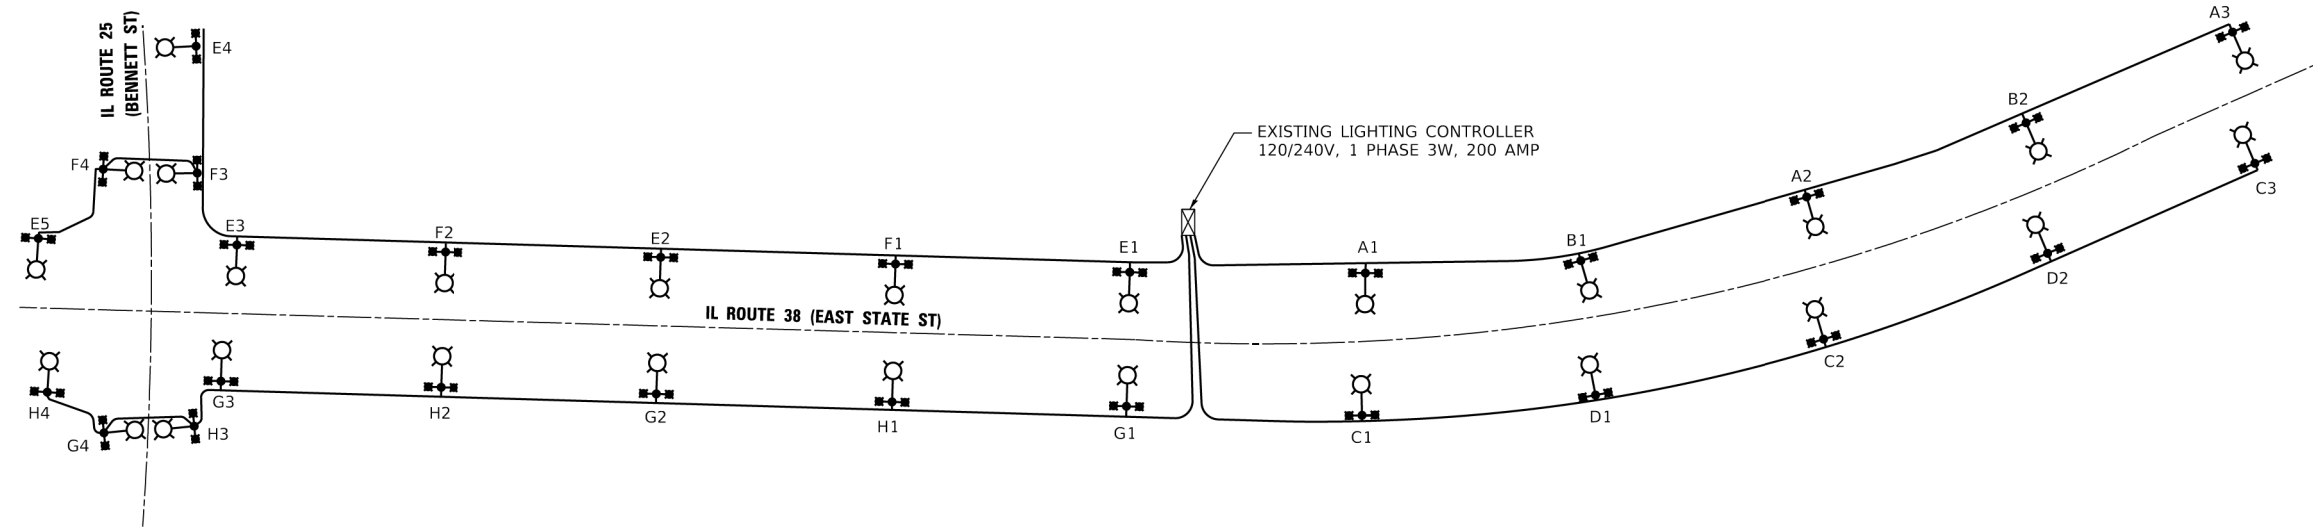 IL ROUTE 25
(BENNETT ST)
E4
A3
B2
EXISTING LIGHTING CONTROLLER
120/240V, 1 PHASE 3W, 200 AMP
F4
F3
A2
C3
E5
E3
F2
E2
F1
E1
A1
B1
D2
IL ROUTE 38 (EAST STATE ST)
C2
H4
G3
H2
G2
H1
G1
C1
D1
G4
H3